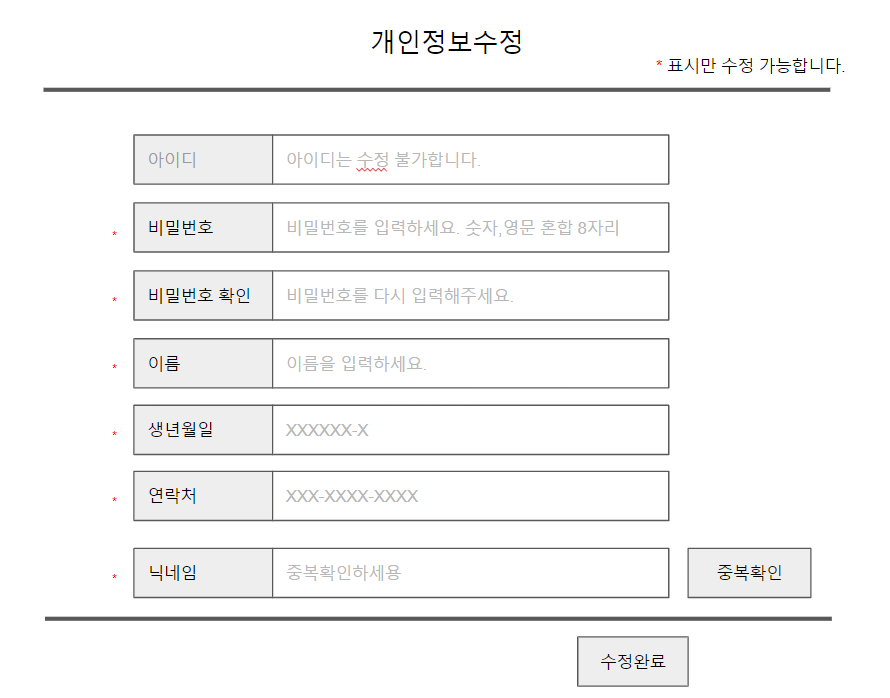 개인정보수정
* 표시만 수정 가능합니다.
아이디 아이디는 수정 불가합니다.
* 비밀번호 비밀번호를 입력하세요. 숫자,영문 혼합 8자리
* 비밀번호 확인 비밀번호를 다시 입력해주세요.
* 이름 이름을 입력하세요.
* 생년월일 XXXXXX-X
* 연락처 XXX-XXXX-XXXX
* 닉네임 중복확인하세용 중복확인
수정완료